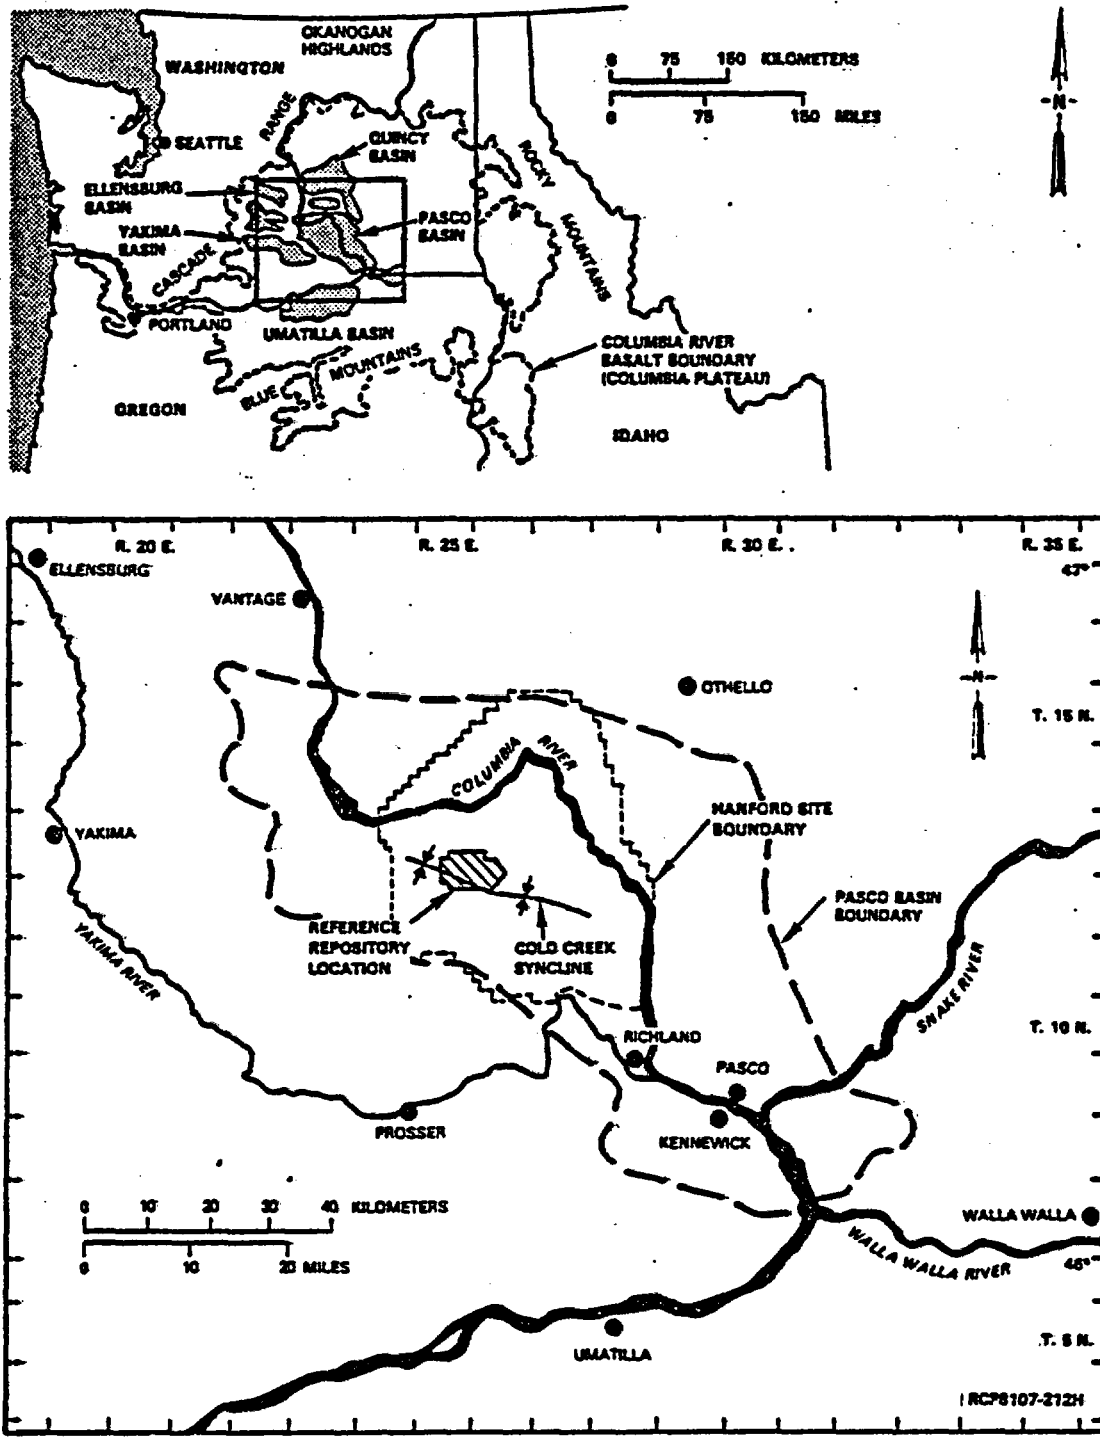 OKANOGAN
HIGHLANDS
WASHINGTON
0 75 150 KILOMETERS
0 75 150 MILES
-N-
RANGE
SEATTLE
QUINCY
BASIN
ROCKY
MOUNTAINS
ELLENSBURG
BASIN
PASCO
BASIN
YAKIMA
BASIN
CASCADE
PORTLAND
UMATILLA BASIN
COLUMBIA RIVER
BASALT BOUNDARY
(COLUMBIA PLATEAU)
BLUE MOUNTAINS
OREGON
IDAHO
R. 20 E. R. 25 E. R. 30 E. R. 35 E.
47°
ELLENSBURG
VANTAGE
-N-
OTHELLO
T. 15 N.
COLUMBIA RIVER
HANFORD SITE
BOUNDARY
YAKIMA
PASCO BASIN
BOUNDARY
REFERENCE
REPOSITORY
LOCATION
COLD CREEK
SYNCLINE
YAKIMA RIVER
SNAKE RIVER
T. 10 N.
RICHLAND
PASCO
KENNEWICK
PROSSER
0 10 20 30 40 KILOMETERS
0 10 20 MILES
WALLA WALLA
WALLA WALLA RIVER
46°
UMATILLA
T. 5 N.
RCP8107-212H